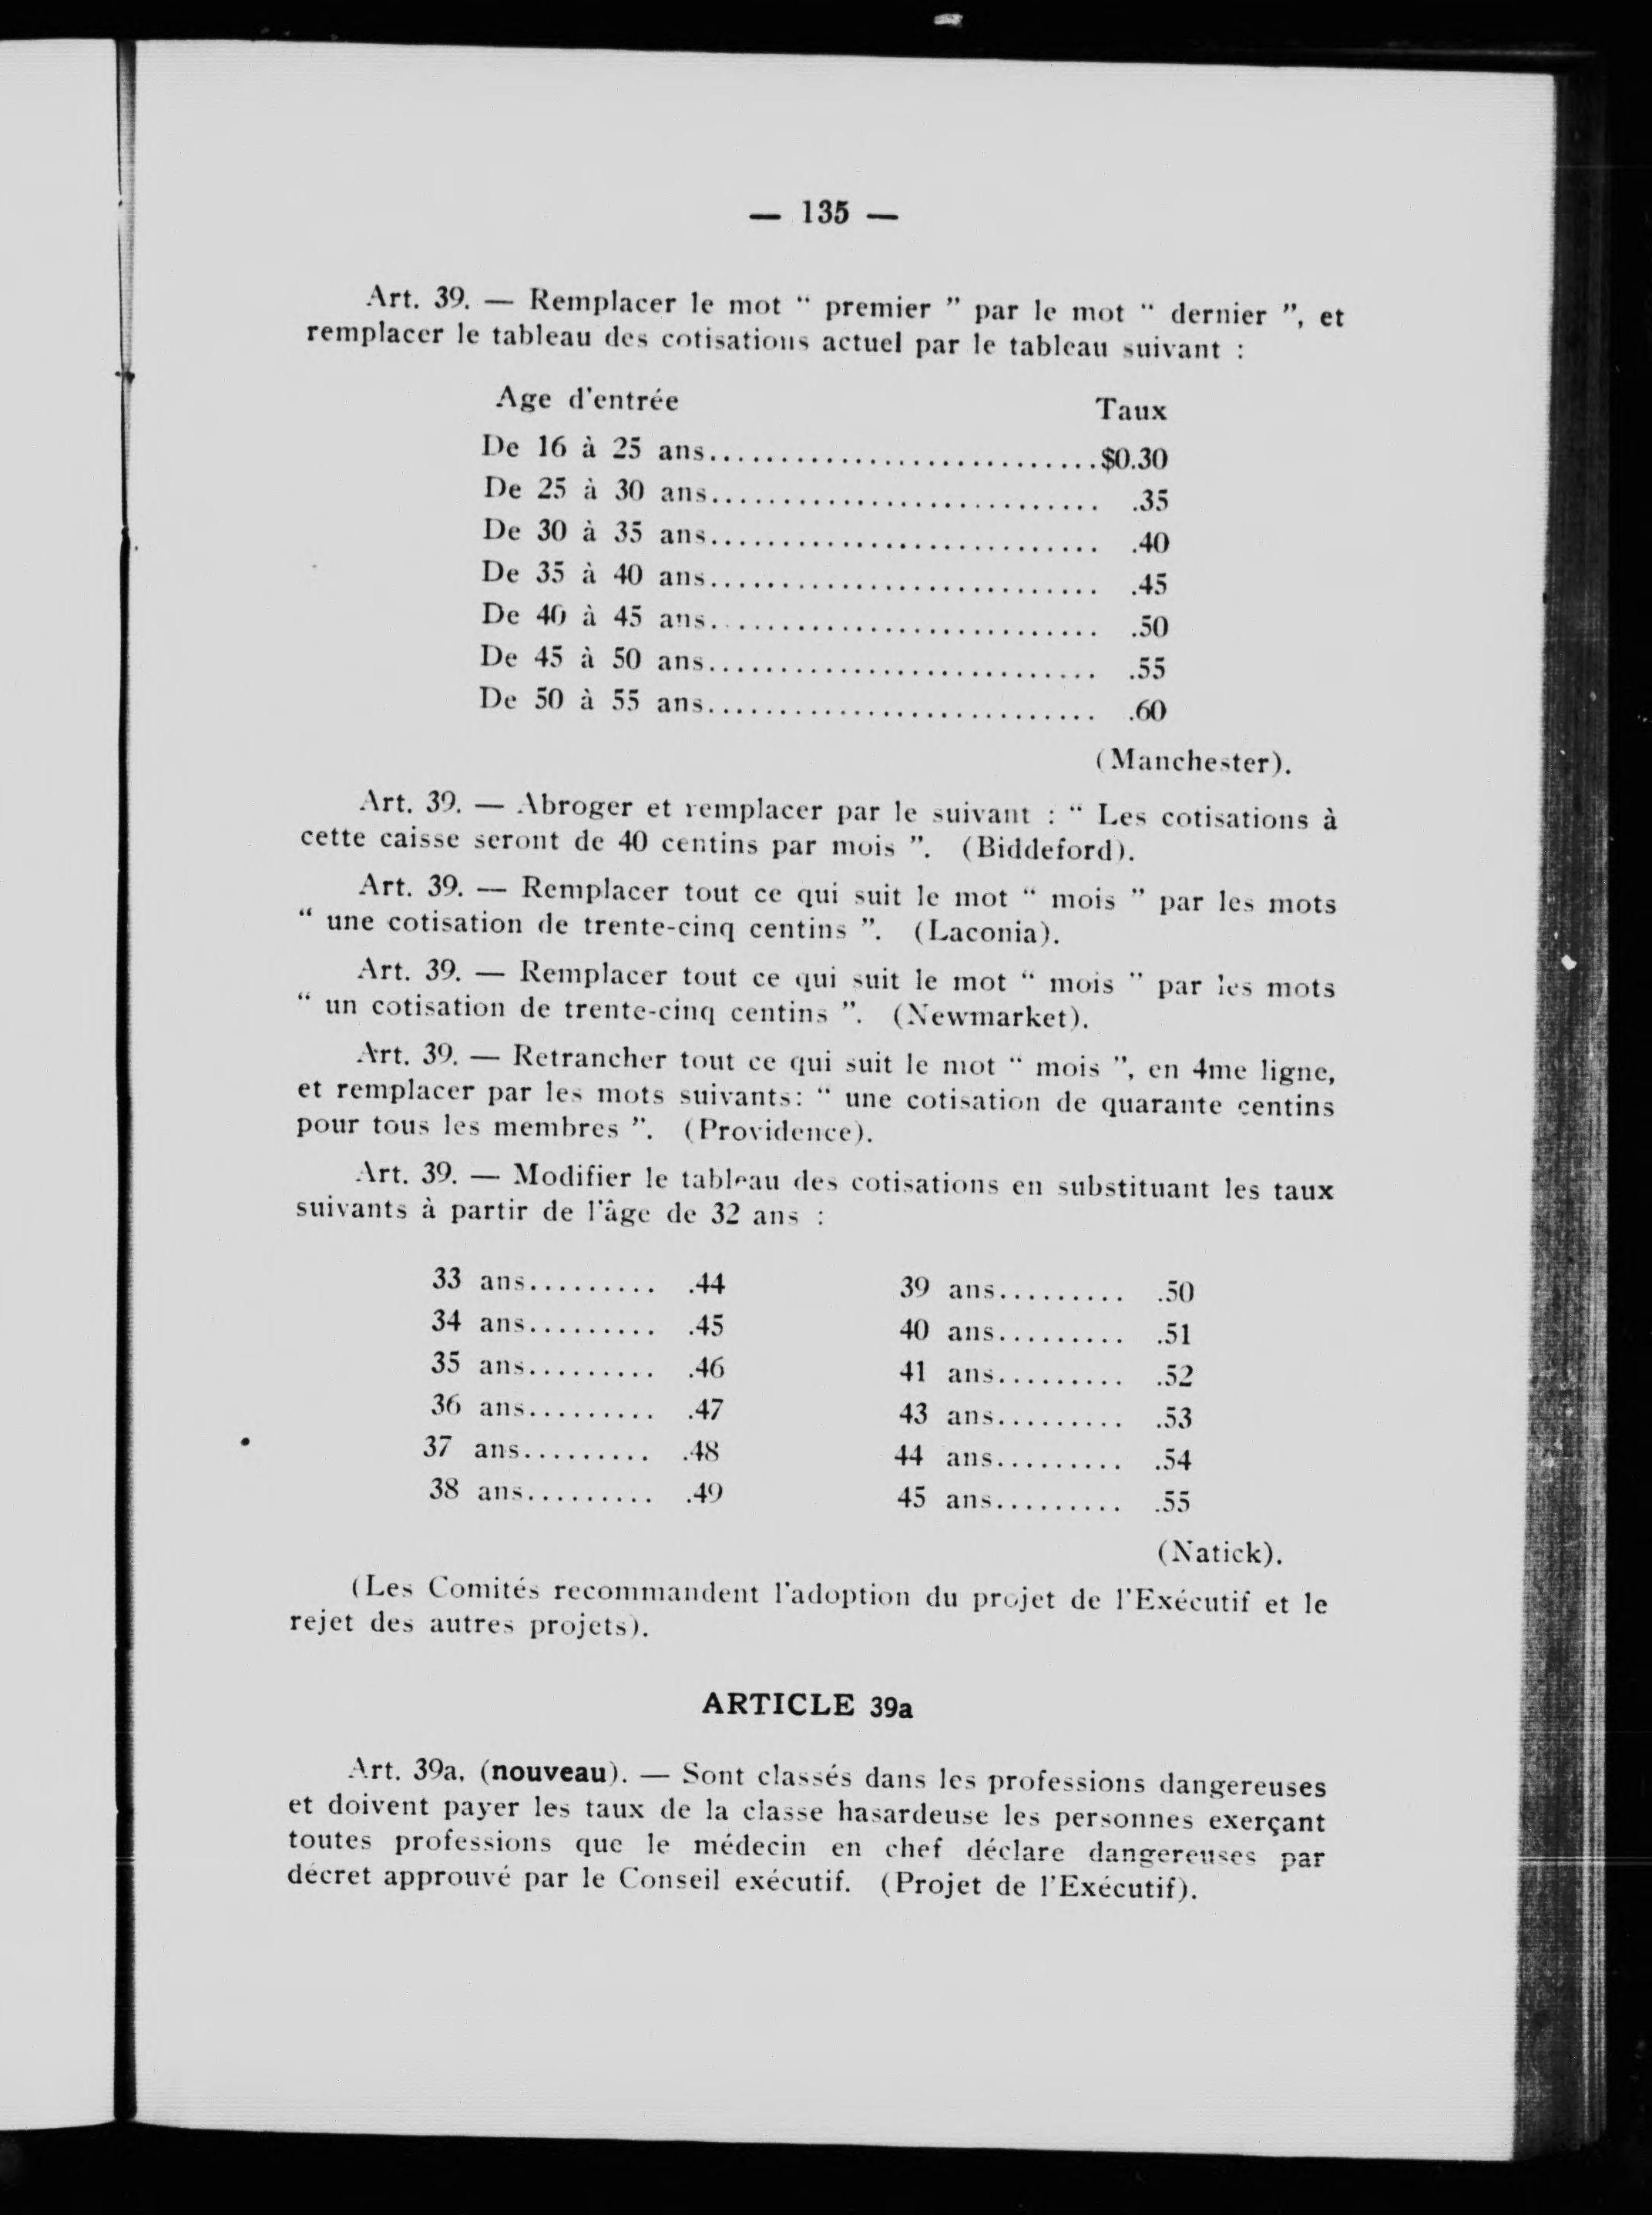 — 135 —
Art. 39. — Remplacer le mot “ premier ” par le mot “ dernier ”, et
remplacer le tableau des cotisations actuel par le tableau suivant :
Age d'entrée Taux
De 16 à 25 ans............................$0.30
De 25 à 30 ans............................ .35
De 30 à 35 ans............................ .40
De 35 à 40 ans............................ .45
De 40 à 45 ans............................ .50
De 45 à 50 ans............................ .55
De 50 à 55 ans............................ .60
(Manchester).
Art. 39. — Abroger et remplacer par le suivant : “ Les cotisations à
cette caisse seront de 40 centins par mois ”. (Biddeford).
Art. 39. — Remplacer tout ce qui suit le mot “ mois ” par les mots
“ une cotisation de trente-cinq centins ”. (Laconia).
Art. 39. — Remplacer tout ce qui suit le mot “ mois ” par les mots
“ un cotisation de trente-cinq centins ”. (Newmarket).
Art. 39. — Retrancher tout ce qui suit le mot “ mois ”, en 4me ligne,
et remplacer par les mots suivants: “ une cotisation de quarante centins
pour tous les membres ”. (Providence).
Art. 39. — Modifier le tableau des cotisations en substituant les taux
suivants à partir de l'âge de 32 ans :
33 ans......... .44 39 ans......... .50
34 ans......... .45 40 ans......... .51
35 ans......... .46 41 ans......... .52
36 ans......... .47 43 ans......... .53
37 ans......... .48 44 ans......... .54
38 ans......... .49 45 ans......... .55
(Natick).
(Les Comités recommandent l'adoption du projet de l'Exécutif et le
rejet des autres projets).
ARTICLE 39a
Art. 39a, (nouveau). — Sont classés dans les professions dangereuses
et doivent payer les taux de la classe hasardeuse les personnes exerçant
toutes professions que le médecin en chef déclare dangereuses par
décret approuvé par le Conseil exécutif. (Projet de l'Exécutif).